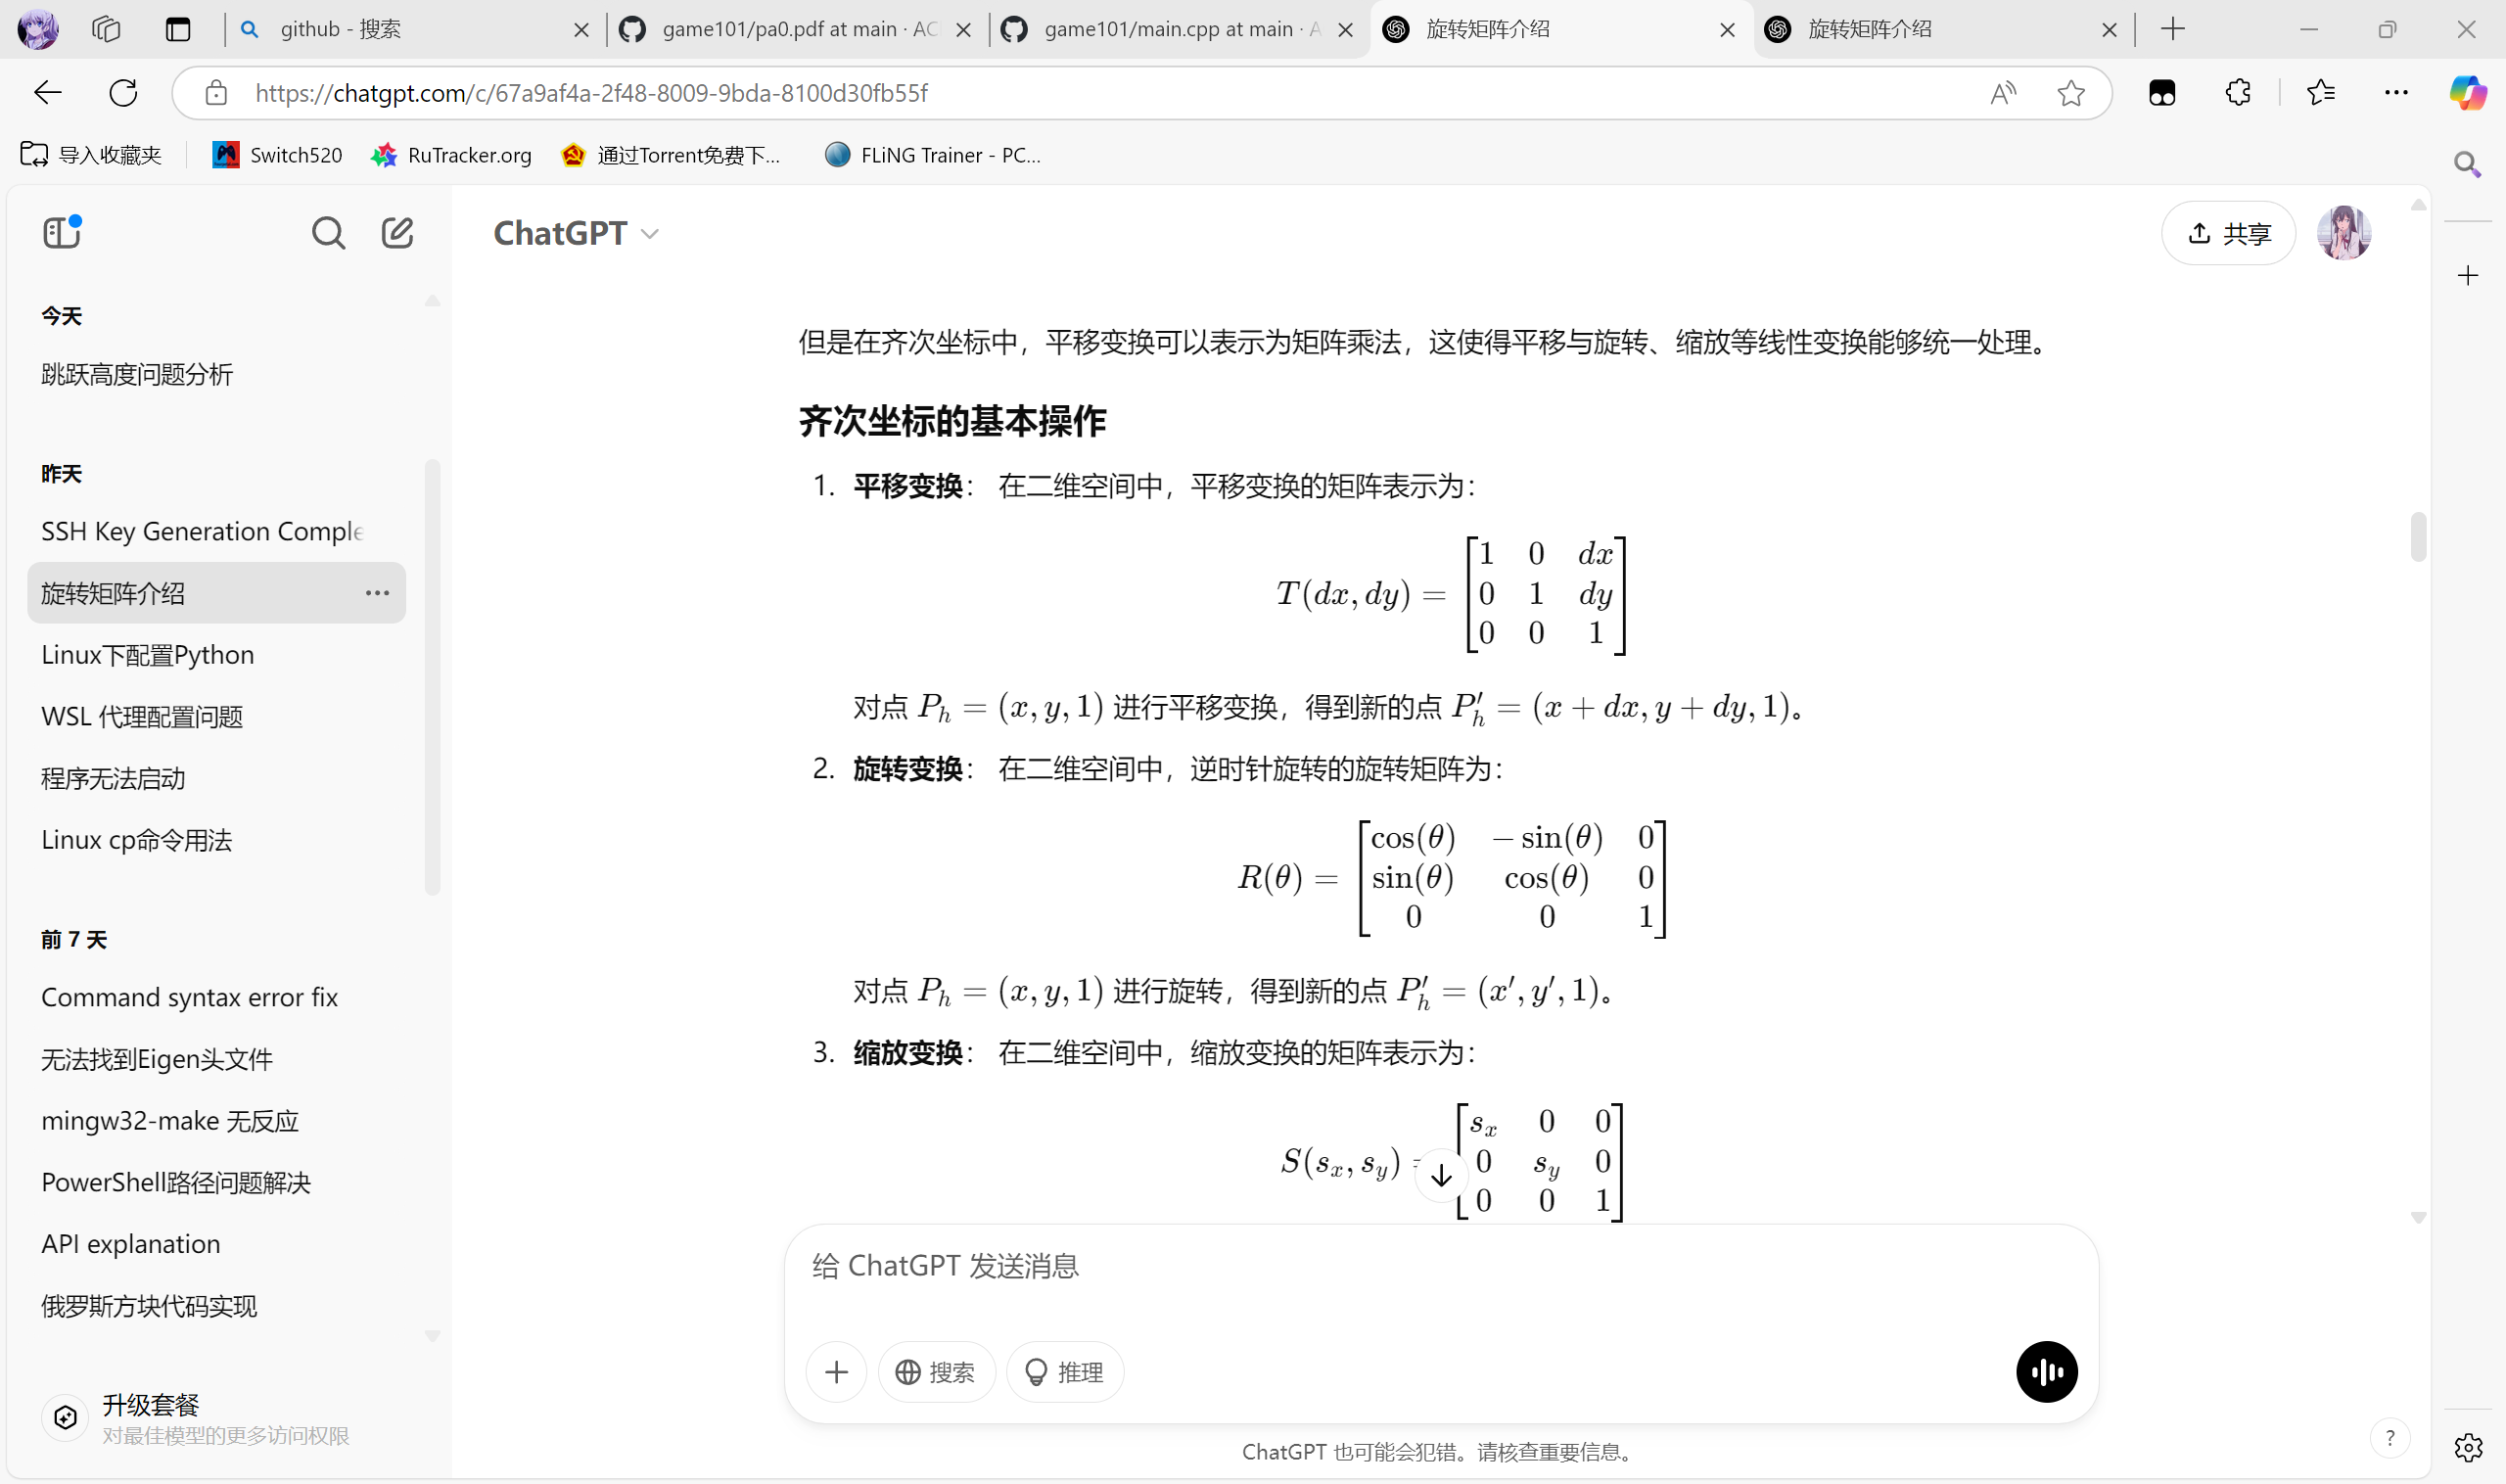 github - 搜索
game101/pa0.pdf at main · AC
game101/main.cpp at main · A
旋转矩阵介绍
旋转矩阵介绍
https://chatgpt.com/c/67a9af4a-2f48-8009-9bda-8100d30fb55f
导入收藏夹
Switch520
RuTracker.org
通过Torrent免费下...
FLiNG Trainer - PC...
ChatGPT
共享
今天
跳跃高度问题分析
昨天
SSH Key Generation Comple
旋转矩阵介绍
Linux下配置Python
WSL 代理配置问题
程序无法启动
Linux cp命令用法
前 7 天
Command syntax error fix
无法找到Eigen头文件
mingw32-make 无反应
PowerShell路径问题解决
API explanation
俄罗斯方块代码实现
升级套餐
对最佳模型的更多访问权限
但是在齐次坐标中，平移变换可以表示为矩阵乘法，这使得平移与旋转、缩放等线性变换能够统一处理。
齐次坐标的基本操作
1. 平移变换： 在二维空间中，平移变换的矩阵表示为：
1 0 dx
T(dx, dy) = 0 1 dy
0 0 1
对点 P_h = (x, y, 1) 进行平移变换，得到新的点 P′_h = (x + dx, y + dy, 1)。
2. 旋转变换： 在二维空间中，逆时针旋转的旋转矩阵为：
cos(θ) − sin(θ) 0
R(θ) = sin(θ) cos(θ) 0
0 0 1
对点 P_h = (x, y, 1) 进行旋转，得到新的点 P′_h = (x′, y′, 1)。
3. 缩放变换： 在二维空间中，缩放变换的矩阵表示为：
s_x 0 0
S(s_x, s_y) = 0 s_y 0
0 0 1
给 ChatGPT 发送消息
搜索
推理
ChatGPT 也可能会犯错。请核查重要信息。
?